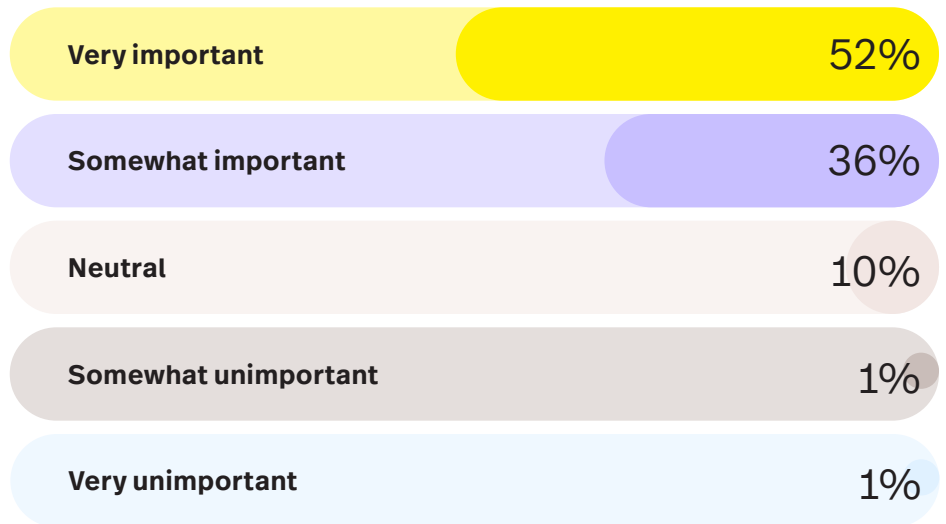 Very important 52%
Somewhat important 36%
Neutral 10%
Somewhat unimportant 1%
Very unimportant 1%